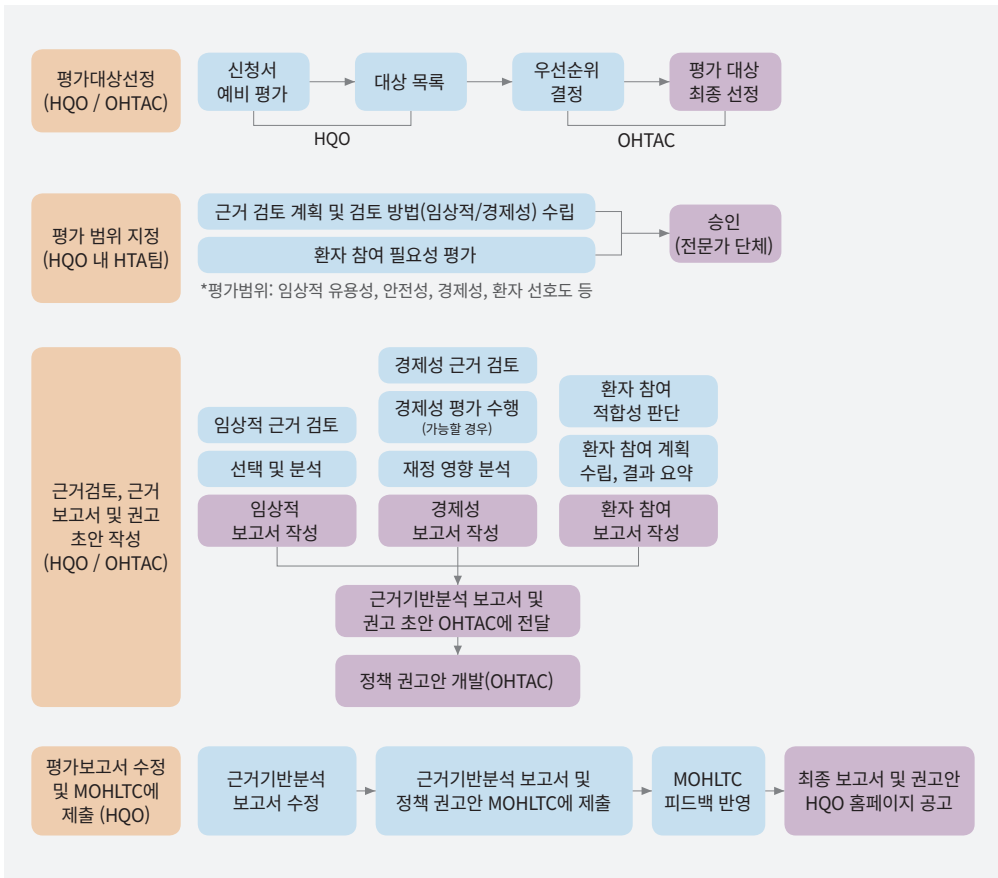 평가대상선정
(HQO / OHTAC)
신청서
예비 평가
대상 목록
우선순위
결정
평가 대상
최종 선정
HQO
OHTAC
평가 범위 지정
(HQO 내 HTA팀)
근거 검토 계획 및 검토 방법(임상적/경제성) 수립
환자 참여 필요성 평가
승인
(전문가 단체)
*평가범위: 임상적 유용성, 안전성, 경제성, 환자 선호도 등
근거검토, 근거
보고서 및 권고
초안 작성
(HQO / OHTAC)
임상적 근거 검토
선택 및 분석
임상적
보고서 작성
경제성 근거 검토
경제성 평가 수행
(가능할 경우)
재정 영향 분석
경제성
보고서 작성
환자 참여
적합성 판단
환자 참여 계획
수립, 결과 요약
환자 참여
보고서 작성
근거기반분석 보고서 및
권고 초안 OHTAC에 전달
정책 권고안 개발(OHTAC)
평가보고서 수정
및 MOHLTC에
제출 (HQO)
근거기반분석
보고서 수정
근거기반분석 보고서 및
정책 권고안 MOHLTC에 제출
MOHLTC
피드백 반영
최종 보고서 및 권고안
HQO 홈페이지 공고